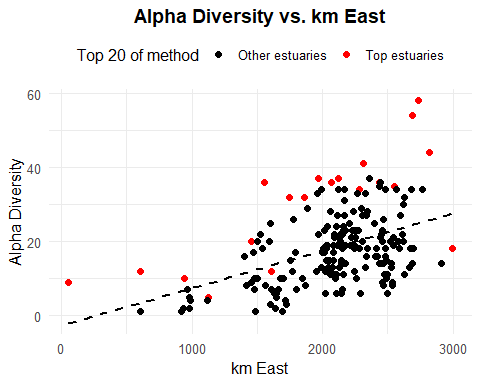 Alpha Diversity vs. km East
Top 20 of method Other estuaries Top estuaries
Alpha Diversity
60
40
20
0
0 1000 2000 3000
km East